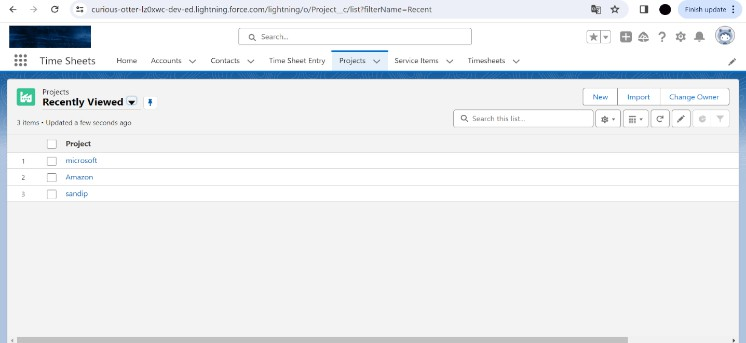 curious-otter-lz0xwc-dev-ed.lightning.force.com/lightning/o/Project__c/list?filterName=Recent
Finish update
Search...
Time Sheets
Home Accounts Contacts Time Sheet Entry Projects Service Items Timesheets
Projects
Recently Viewed
New Import Change Owner
3 items • Updated a few seconds ago
Search this list...
Project
1 microsoft
2 Amazon
3 sandip